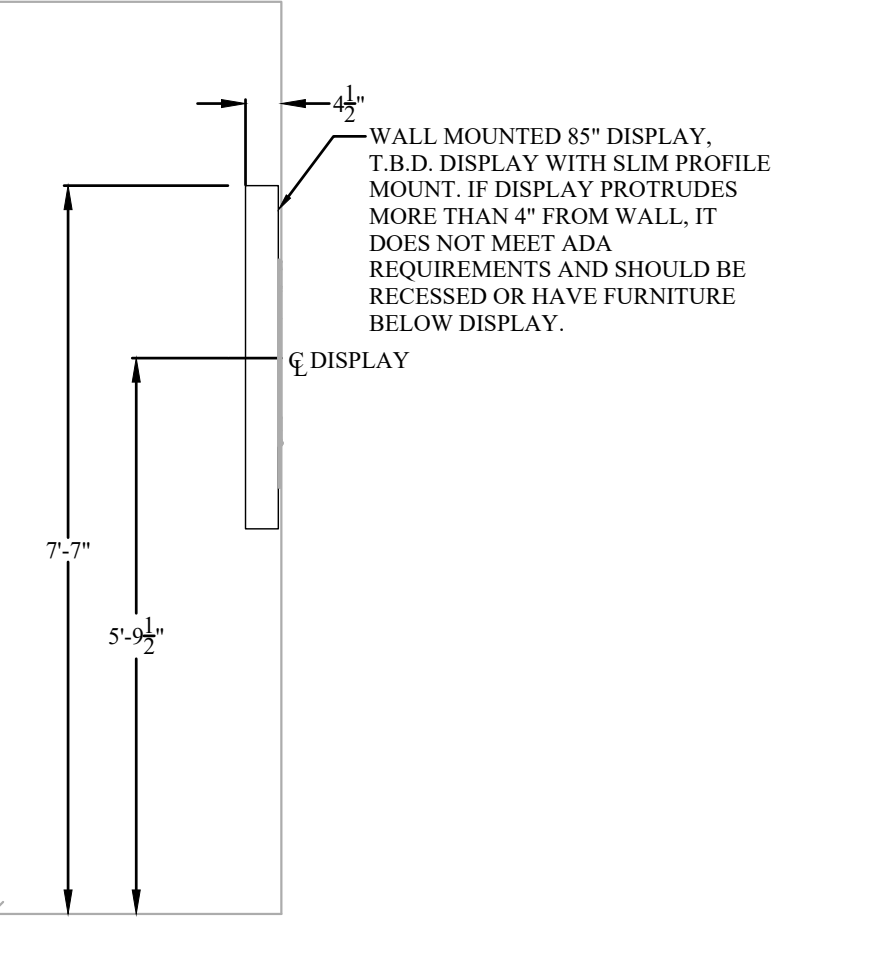 4½"
WALL MOUNTED 85" DISPLAY,
T.B.D. DISPLAY WITH SLIM PROFILE
MOUNT. IF DISPLAY PROTRUDES
MORE THAN 4" FROM WALL, IT
DOES NOT MEET ADA
REQUIREMENTS AND SHOULD BE
RECESSED OR HAVE FURNITURE
BELOW DISPLAY.
℄ DISPLAY
7'-7"
5'-9½"